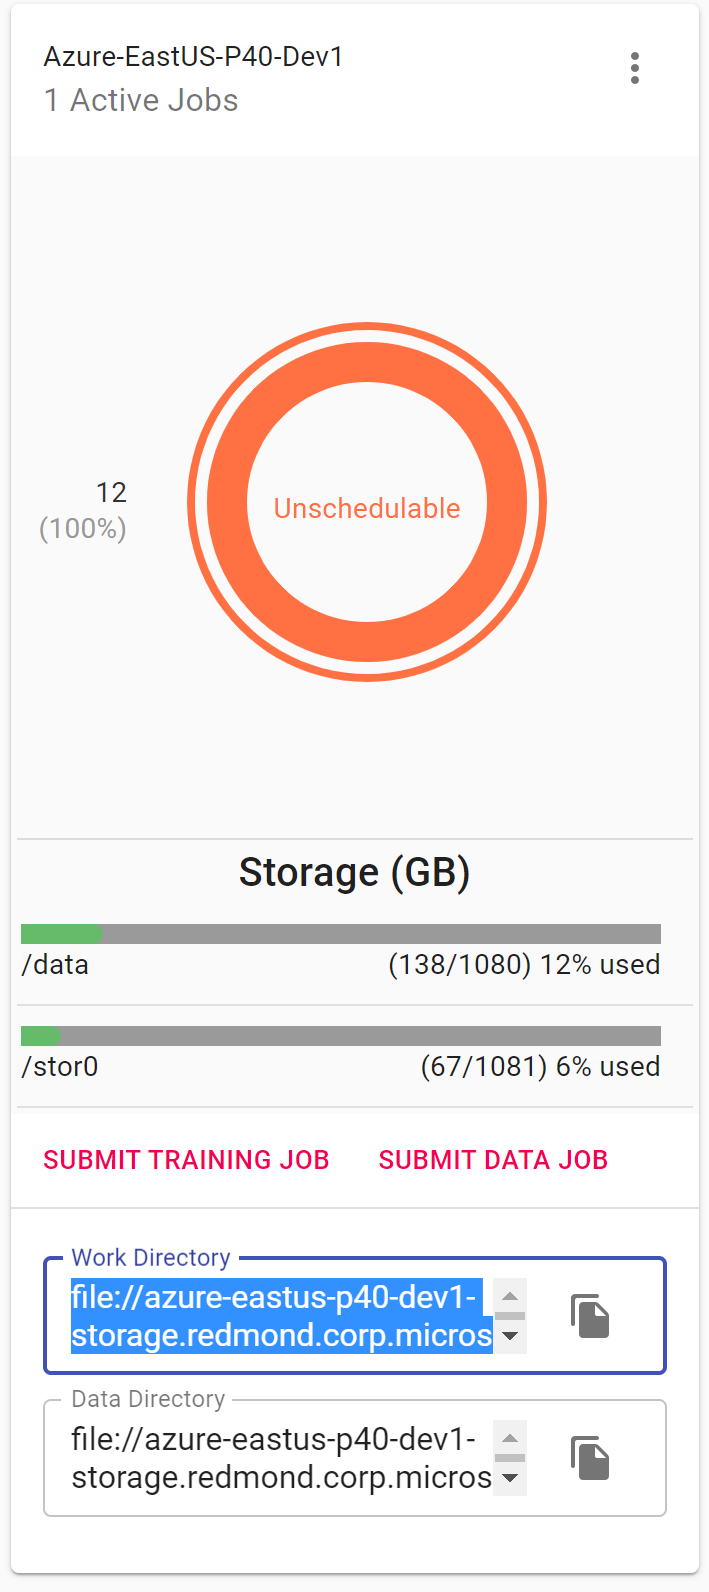 Azure-EastUS-P40-Dev1
1 Active Jobs
12
(100%)
Unschedulable
Storage (GB)
/data (138/1080) 12% used
/stor0 (67/1081) 6% used
SUBMIT TRAINING JOB SUBMIT DATA JOB
Work Directory
file://azure-eastus-p40-dev1-
storage.redmond.corp.micros
Data Directory
file://azure-eastus-p40-dev1-
storage.redmond.corp.micros